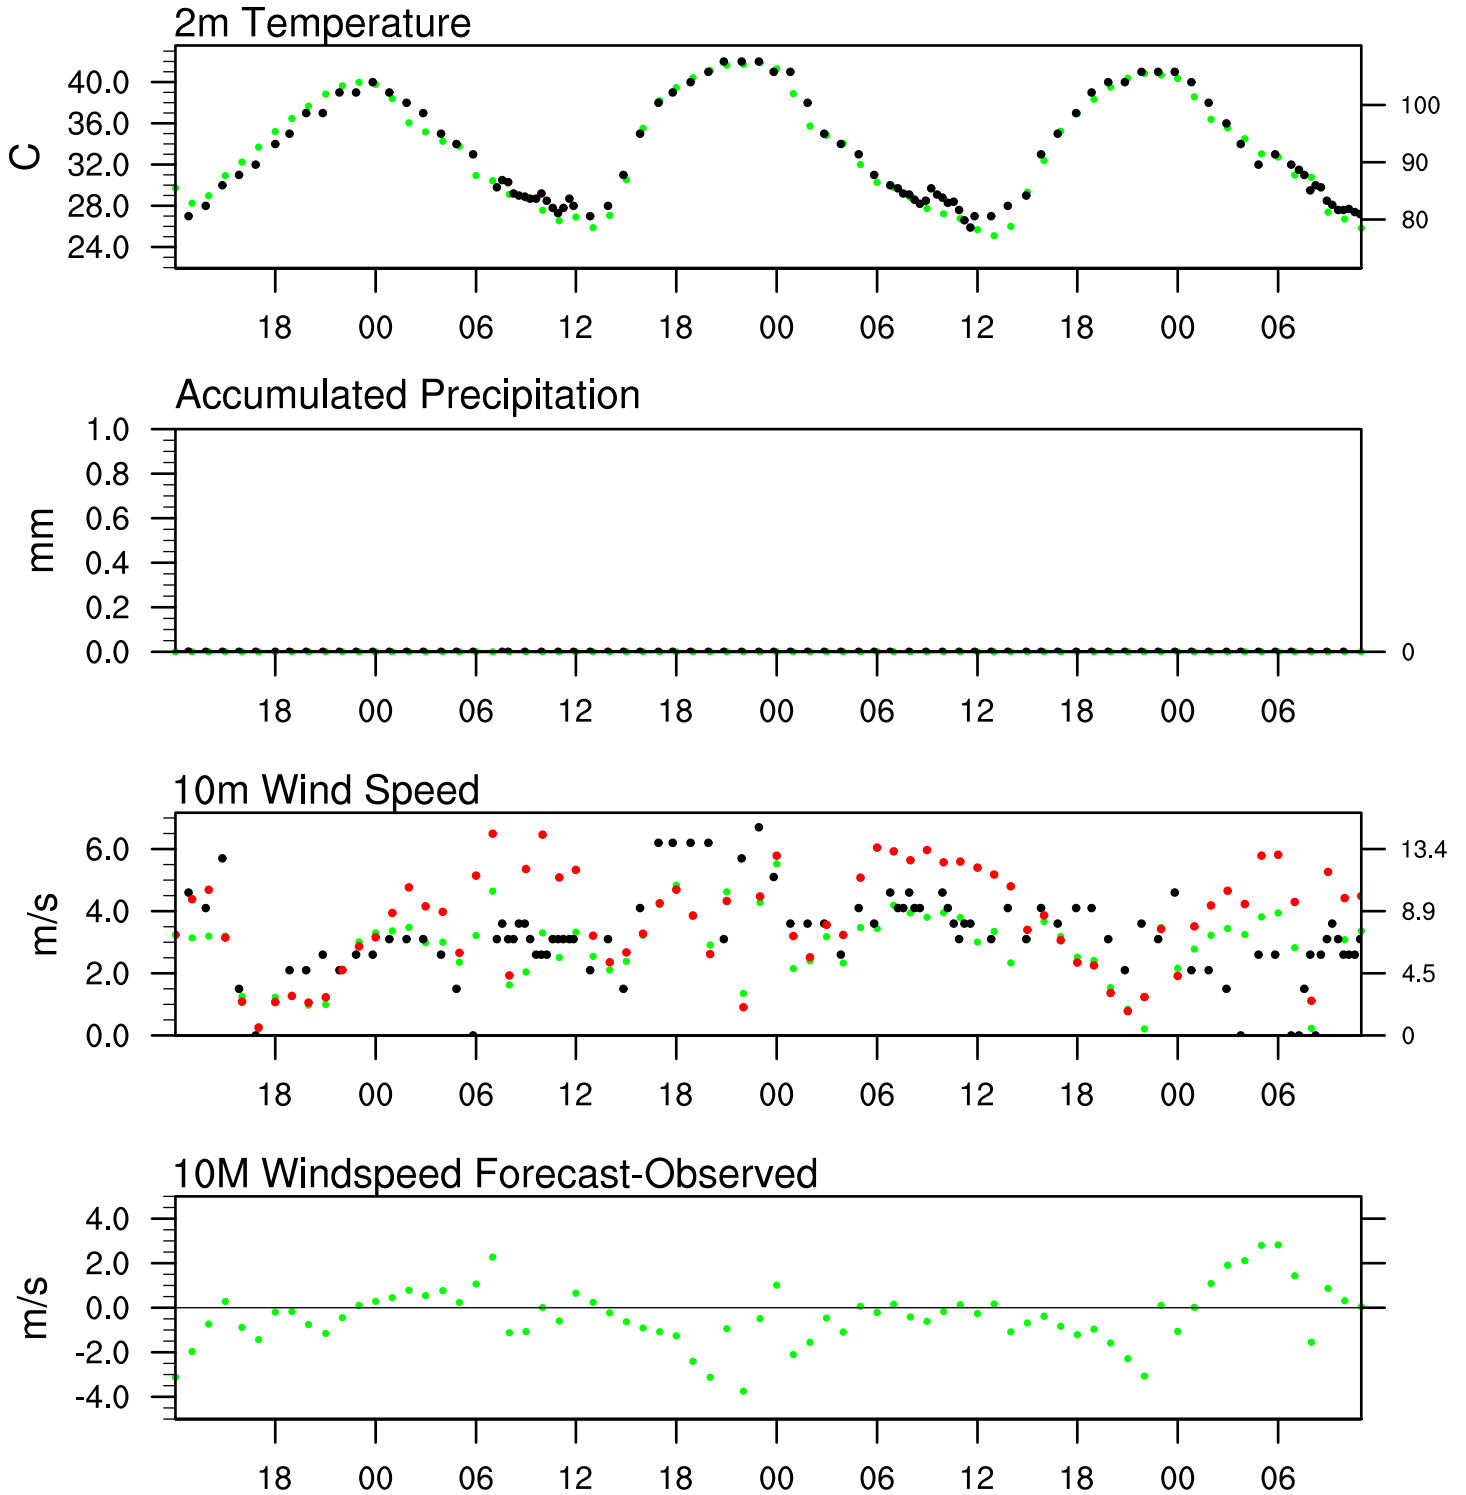 2m Temperature
40.0
36.0
32.0
28.0
24.0
C
100
90
80
18 00 06 12 18 00 06 12 18 00 06
Accumulated Precipitation
1.0
0.8
0.6
0.4
0.2
0.0
mm
0
18 00 06 12 18 00 06 12 18 00 06
10m Wind Speed
6.0
4.0
2.0
0.0
m/s
13.4
8.9
4.5
0
18 00 06 12 18 00 06 12 18 00 06
10M Windspeed Forecast-Observed
4.0
2.0
0.0
-2.0
-4.0
m/s
18 00 06 12 18 00 06 12 18 00 06